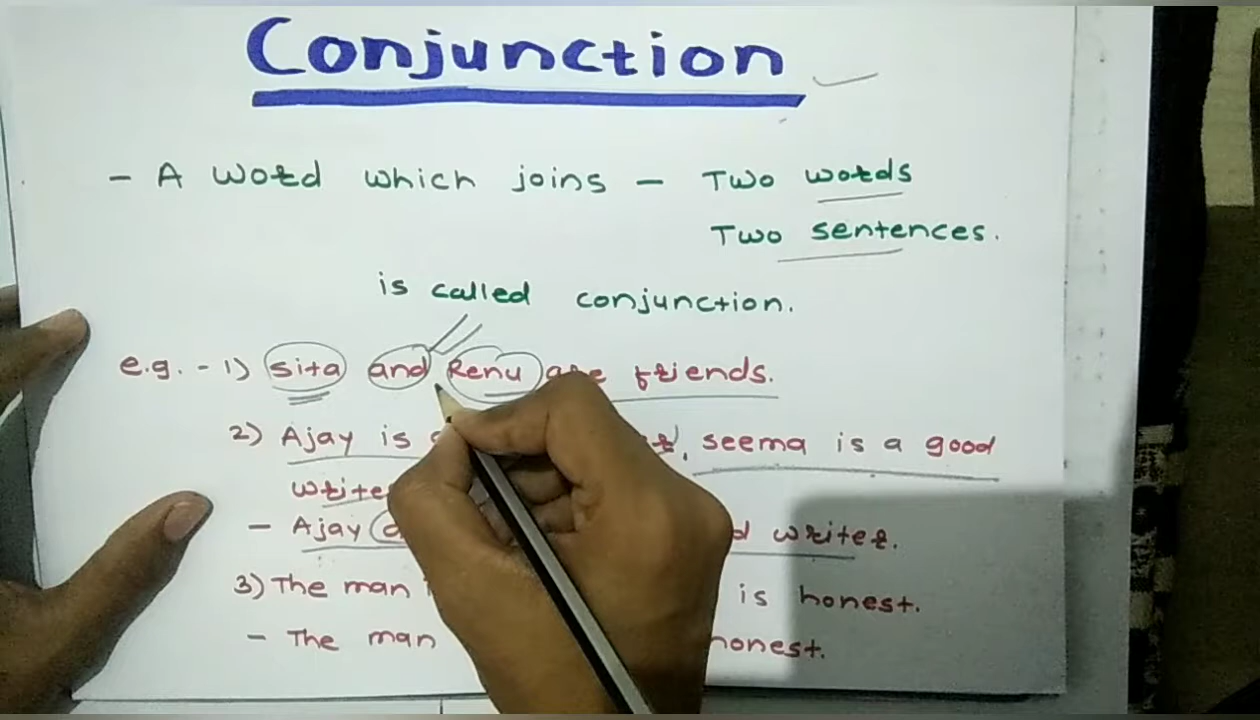 Conjunction
- A word which joins - Two words
Two sentences.
is called conjunction.
e.g. - 1) Sita and Renu are friends.
2) Ajay is , seema is a good
writer
- Ajay writer.
3) The man is honest.
- The man honest.